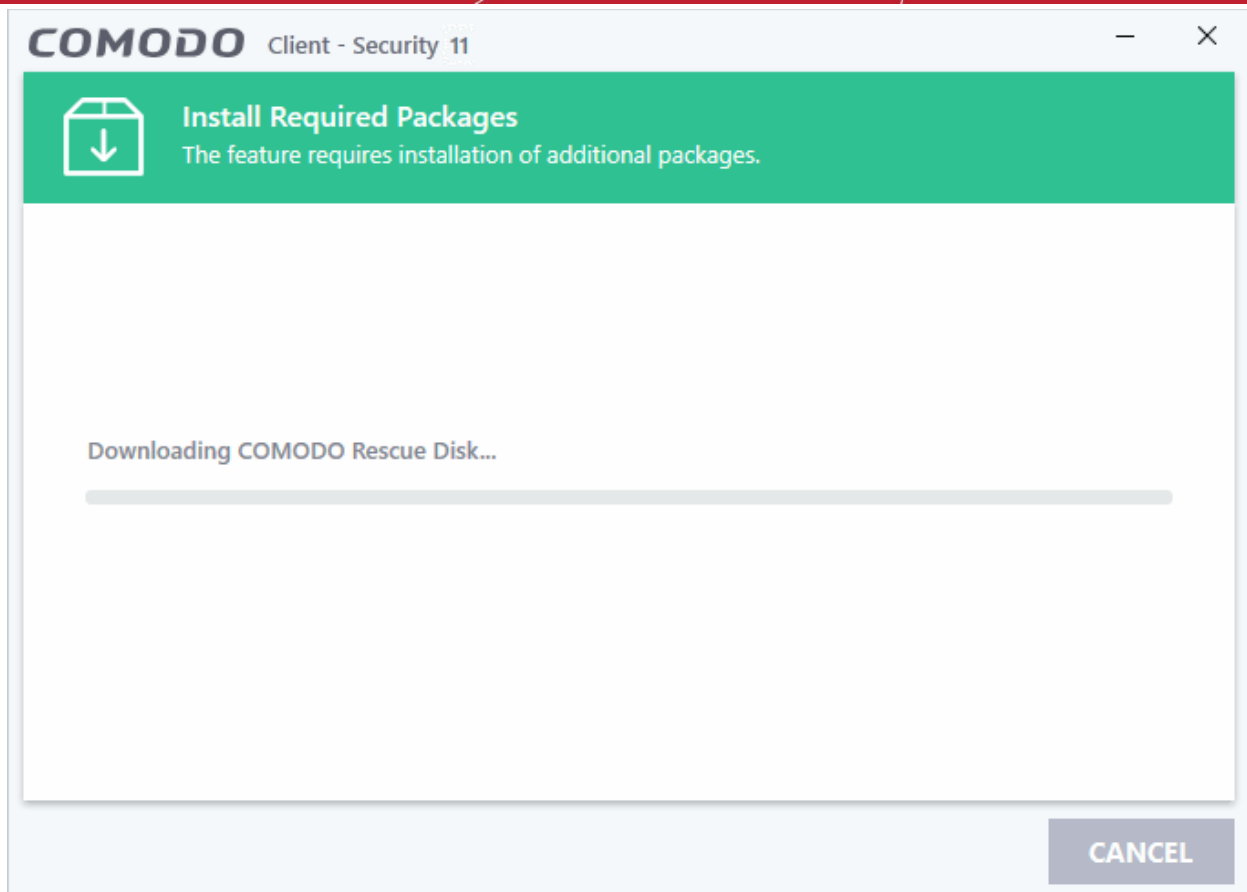 COMODO Client - Security 11
Install Required Packages
The feature requires installation of additional packages.
Downloading COMODO Rescue Disk...
CANCEL